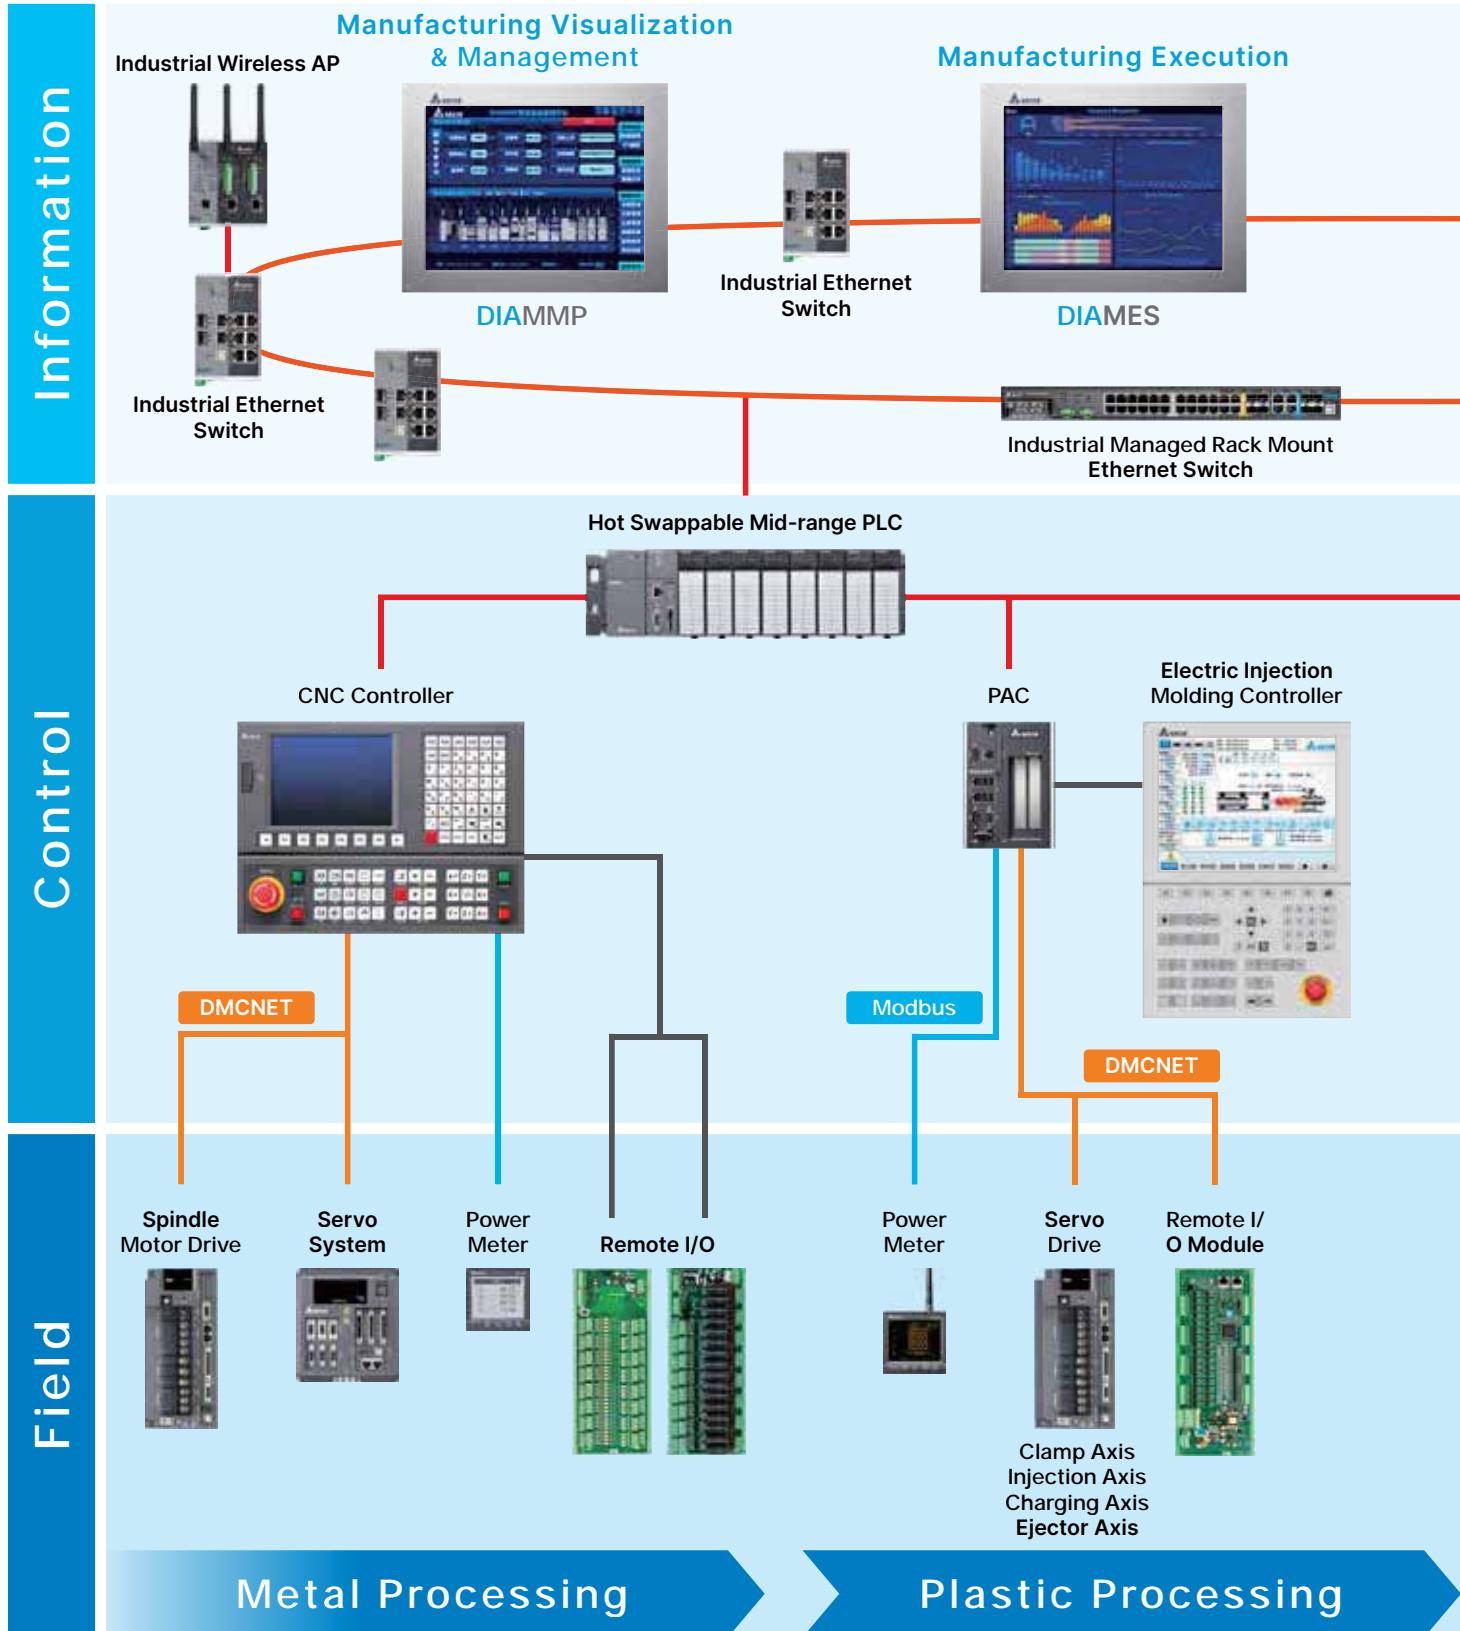 Information
Manufacturing Visualization
& Management
Manufacturing Execution
Industrial Wireless AP
DIAMMP
Industrial Ethernet
Switch
DIAMES
Industrial Ethernet
Switch
Industrial Managed Rack Mount
Ethernet Switch
Control
Hot Swappable Mid-range PLC
CNC Controller
PAC
Electric Injection
Molding Controller
DMCNET
Modbus
DMCNET
Field
Spindle
Motor Drive
Servo
System
Power
Meter
Remote I/O
Power
Meter
Servo
Drive
Remote I/
O Module
Clamp Axis
Injection Axis
Charging Axis
Ejector Axis
Metal Processing
Plastic Processing